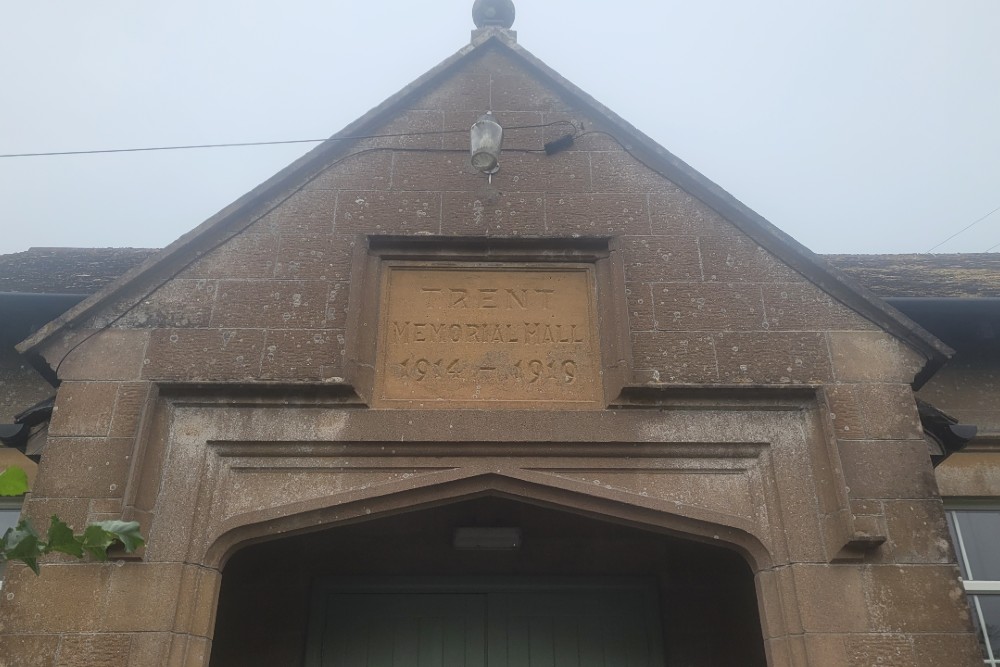 TRENT
MEMORIAL HALL
1914 - 1919